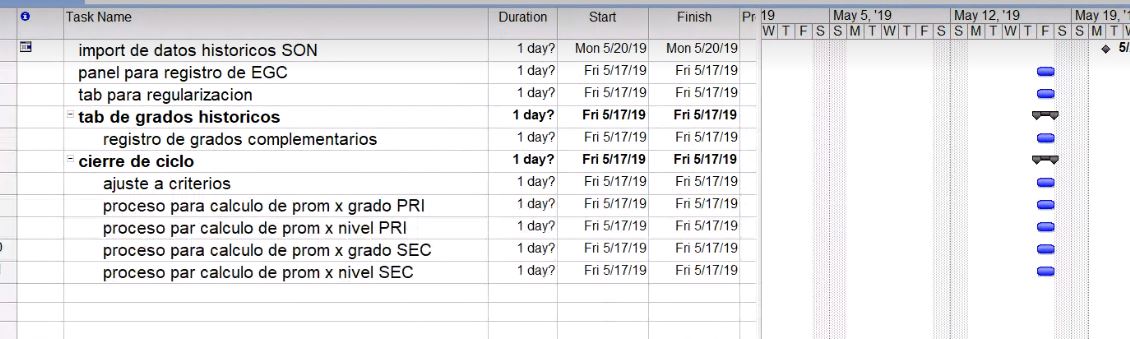 Task Name Duration Start Finish Pr '19 May 5, '19 May 12, '19 May 19, '1
W T F S S M T W T F S S M T W T F S S M T W
import de datos historicos SON 1 day? Mon 5/20/19 Mon 5/20/19 5/
panel para registro de EGC 1 day? Fri 5/17/19 Fri 5/17/19
tab para regularizacion 1 day? Fri 5/17/19 Fri 5/17/19
tab de grados historicos 1 day? Fri 5/17/19 Fri 5/17/19
registro de grados complementarios 1 day? Fri 5/17/19 Fri 5/17/19
cierre de ciclo 1 day? Fri 5/17/19 Fri 5/17/19
ajuste a criterios 1 day? Fri 5/17/19 Fri 5/17/19
proceso para calculo de prom x grado PRI 1 day? Fri 5/17/19 Fri 5/17/19
proceso par calculo de prom x nivel PRI 1 day? Fri 5/17/19 Fri 5/17/19
proceso para calculo de prom x grado SEC 1 day? Fri 5/17/19 Fri 5/17/19
proceso par calculo de prom x nivel SEC 1 day? Fri 5/17/19 Fri 5/17/19